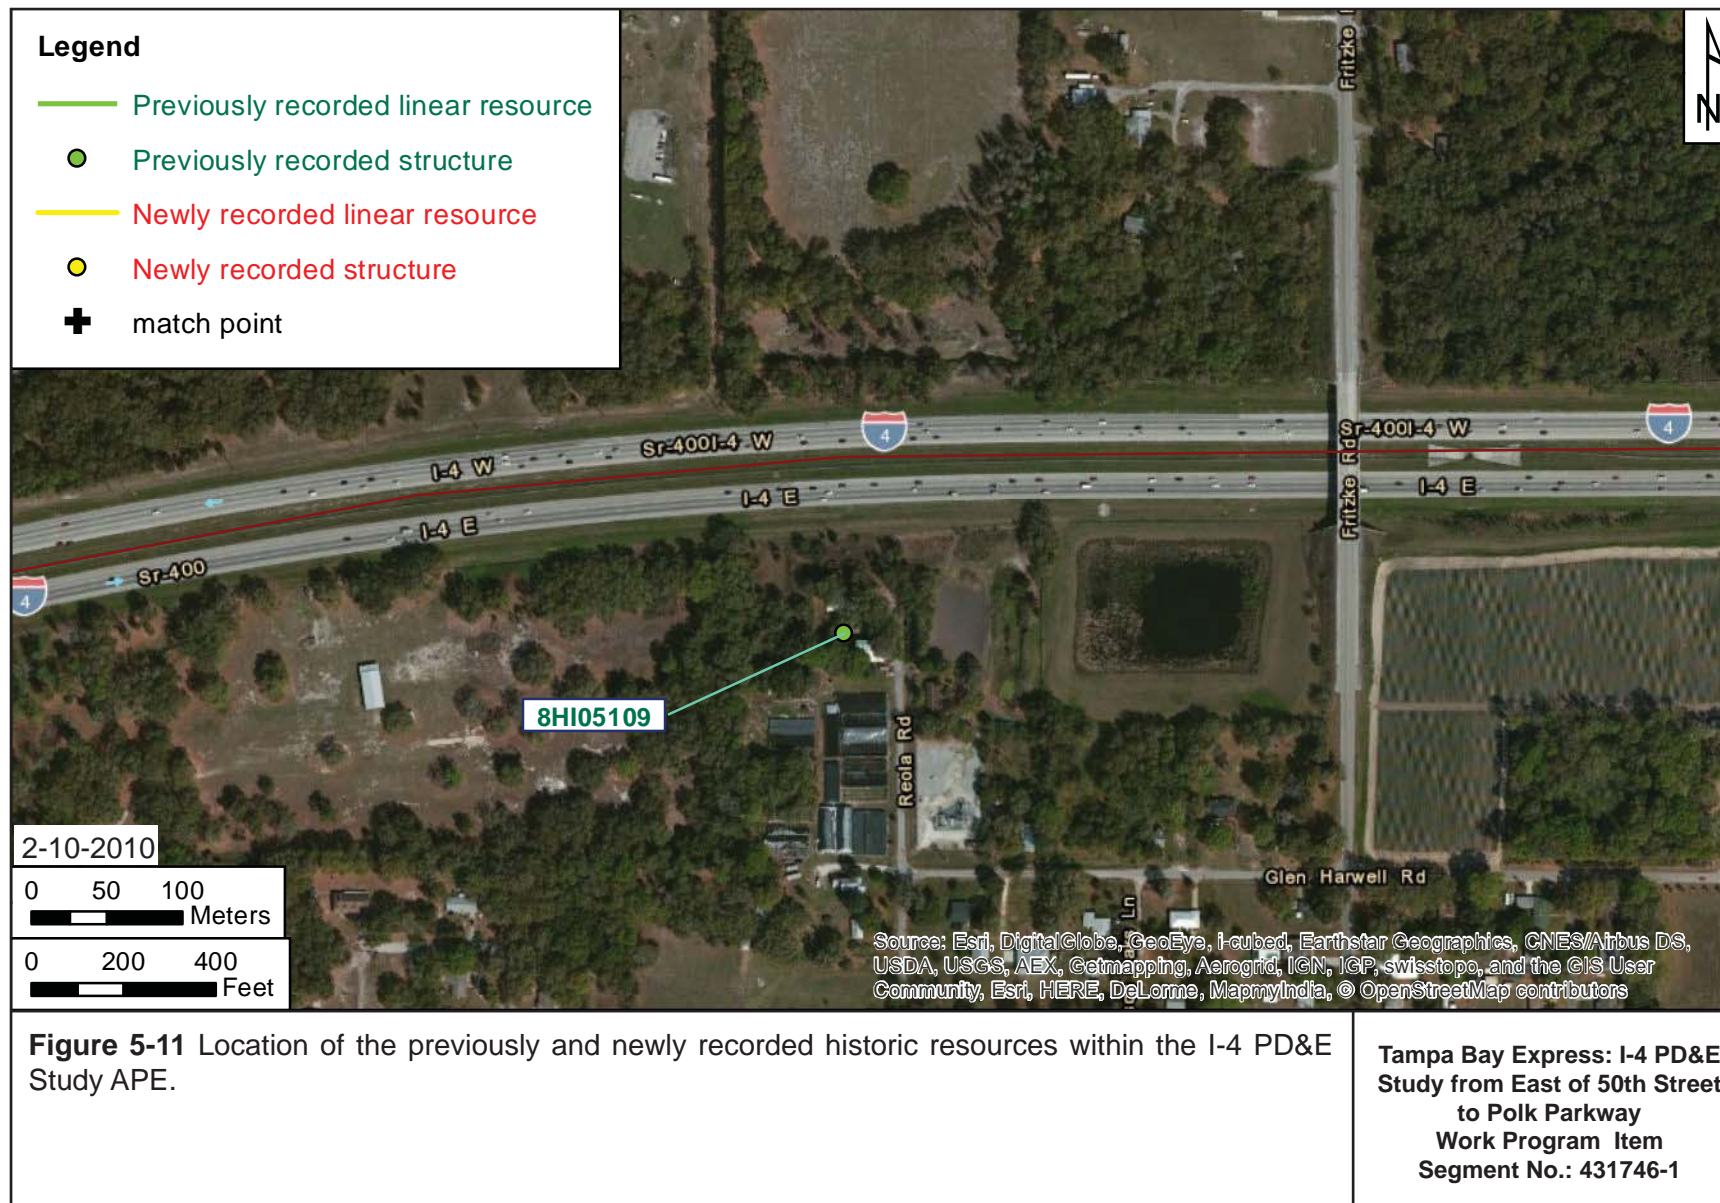 Legend
Previously recorded linear resource
Previously recorded structure
Newly recorded linear resource
Newly recorded structure
match point
N
Fritzke
Sr-400I-4 W
4
Sr-400I-4 W
4
I-4 W
I-4 E
I-4 E
I-4 E
Fritzke Rd
Sr-400
4
8HI05109
Reola Rd
Glen Harwell Rd
Ln
2-10-2010
0 50 100
Meters
0 200 400
Feet
Source: Esri, DigitalGlobe, GeoEye, i-cubed, Earthstar Geographics, CNES/Airbus DS,
USDA, USGS, AEX, Getmapping, Aerogrid, IGN, IGP, swisstopo, and the GIS User
Community, Esri, HERE, DeLorme, MapmyIndia, © OpenStreetMap contributors
Figure 5-11 Location of the previously and newly recorded historic resources within the I-4 PD&E
Study APE.
Tampa Bay Express: I-4 PD&E
Study from East of 50th Street
to Polk Parkway
Work Program Item
Segment No.: 431746-1